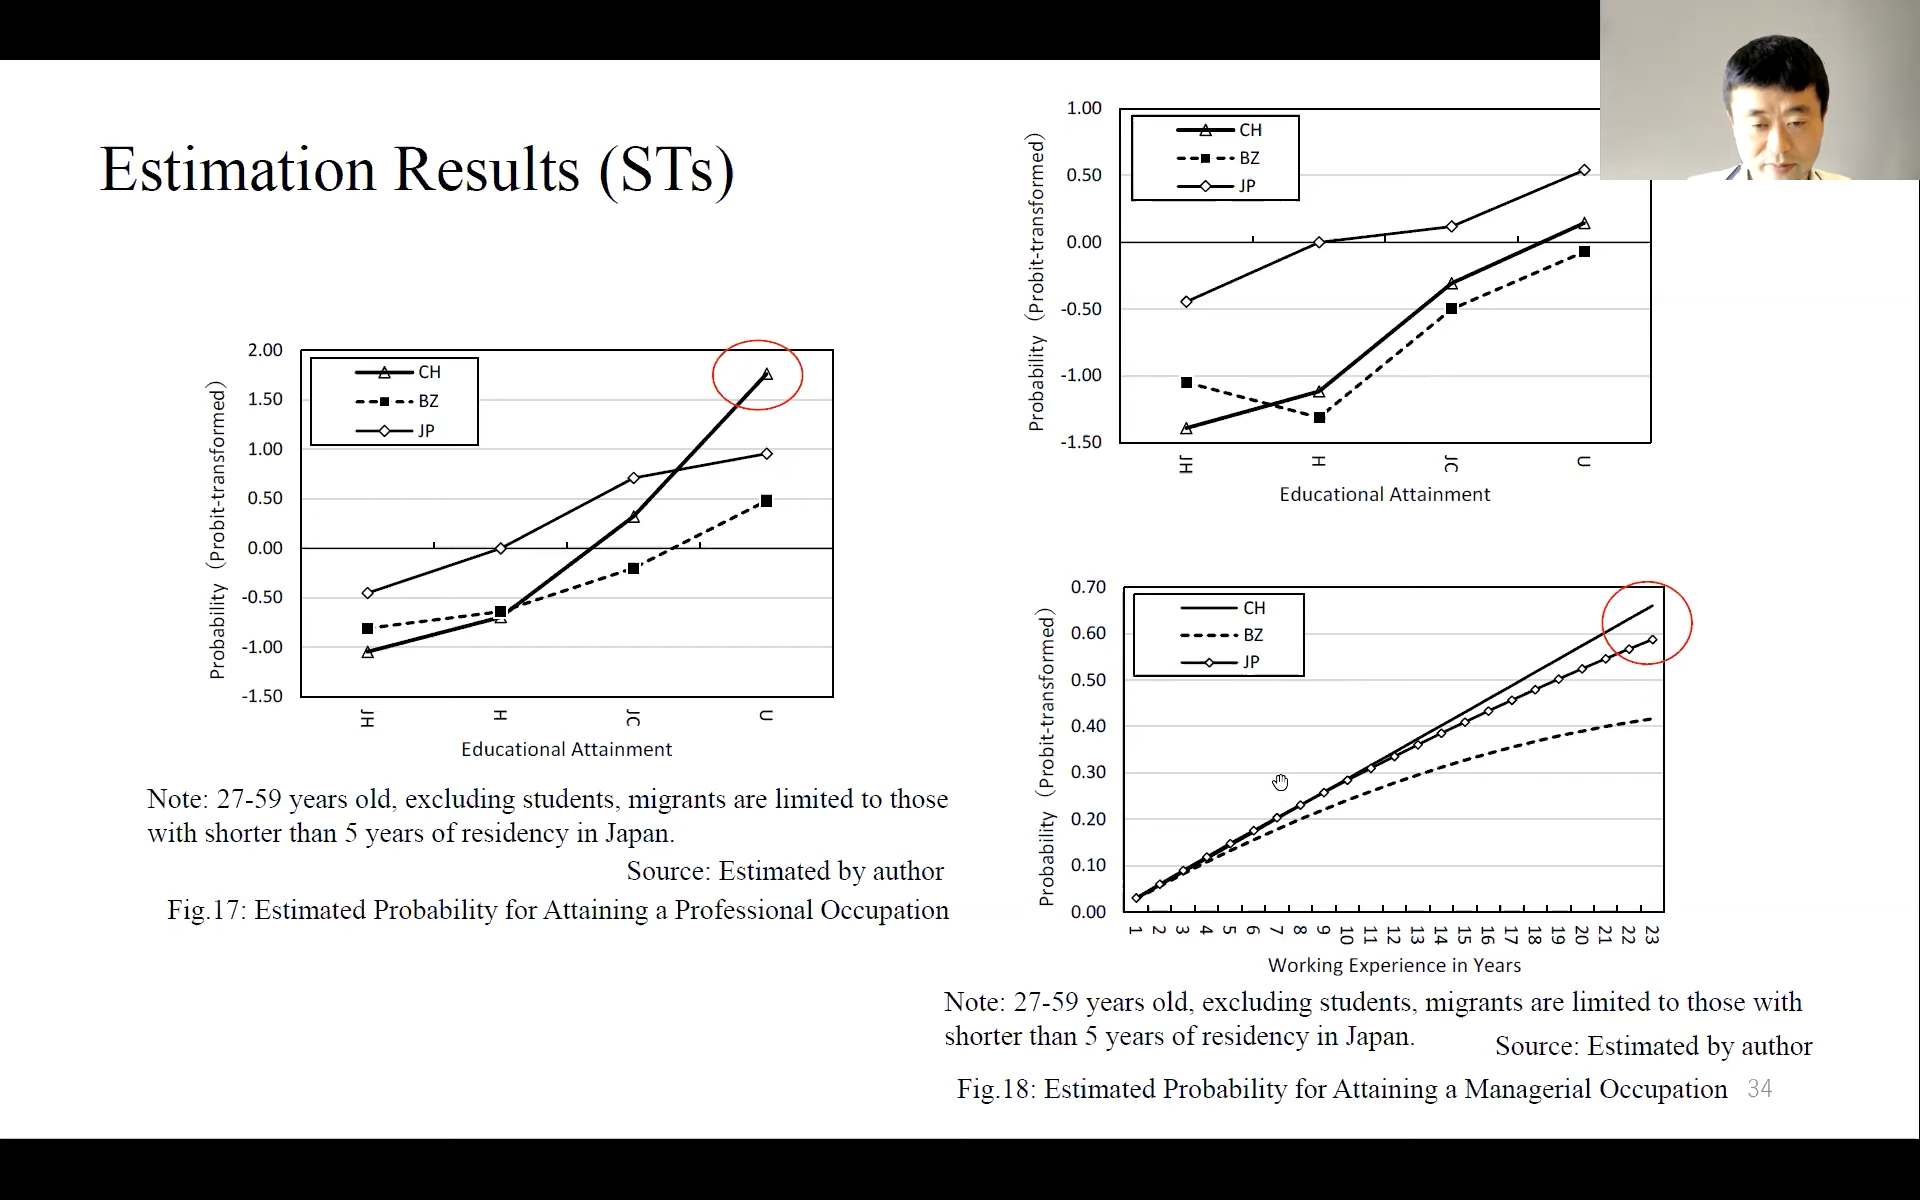 Estimation Results (STs)
2.00
1.50
1.00
0.50
0.00
-0.50
-1.00
-1.50
Probability (Probit-transformed)
CH
BZ
JP
JH
H
JC
U
Educational Attainment
Note: 27-59 years old, excluding students, migrants are limited to those
with shorter than 5 years of residency in Japan.
Source: Estimated by author
Fig.17: Estimated Probability for Attaining a Professional Occupation
1.00
0.50
0.00
-0.50
-1.00
-1.50
Probability (Probit-transformed)
CH
BZ
JP
JH
H
JC
U
Educational Attainment
0.70
0.60
0.50
0.40
0.30
0.20
0.10
0.00
Probability (Probit-transformed)
CH
BZ
JP
1 2 3 4 5 6 7 8 9 10 11 12 13 14 15 16 17 18 19 20 21 22 23
Working Experience in Years
Note: 27-59 years old, excluding students, migrants are limited to those with
shorter than 5 years of residency in Japan.
Source: Estimated by author
Fig.18: Estimated Probability for Attaining a Managerial Occupation
34